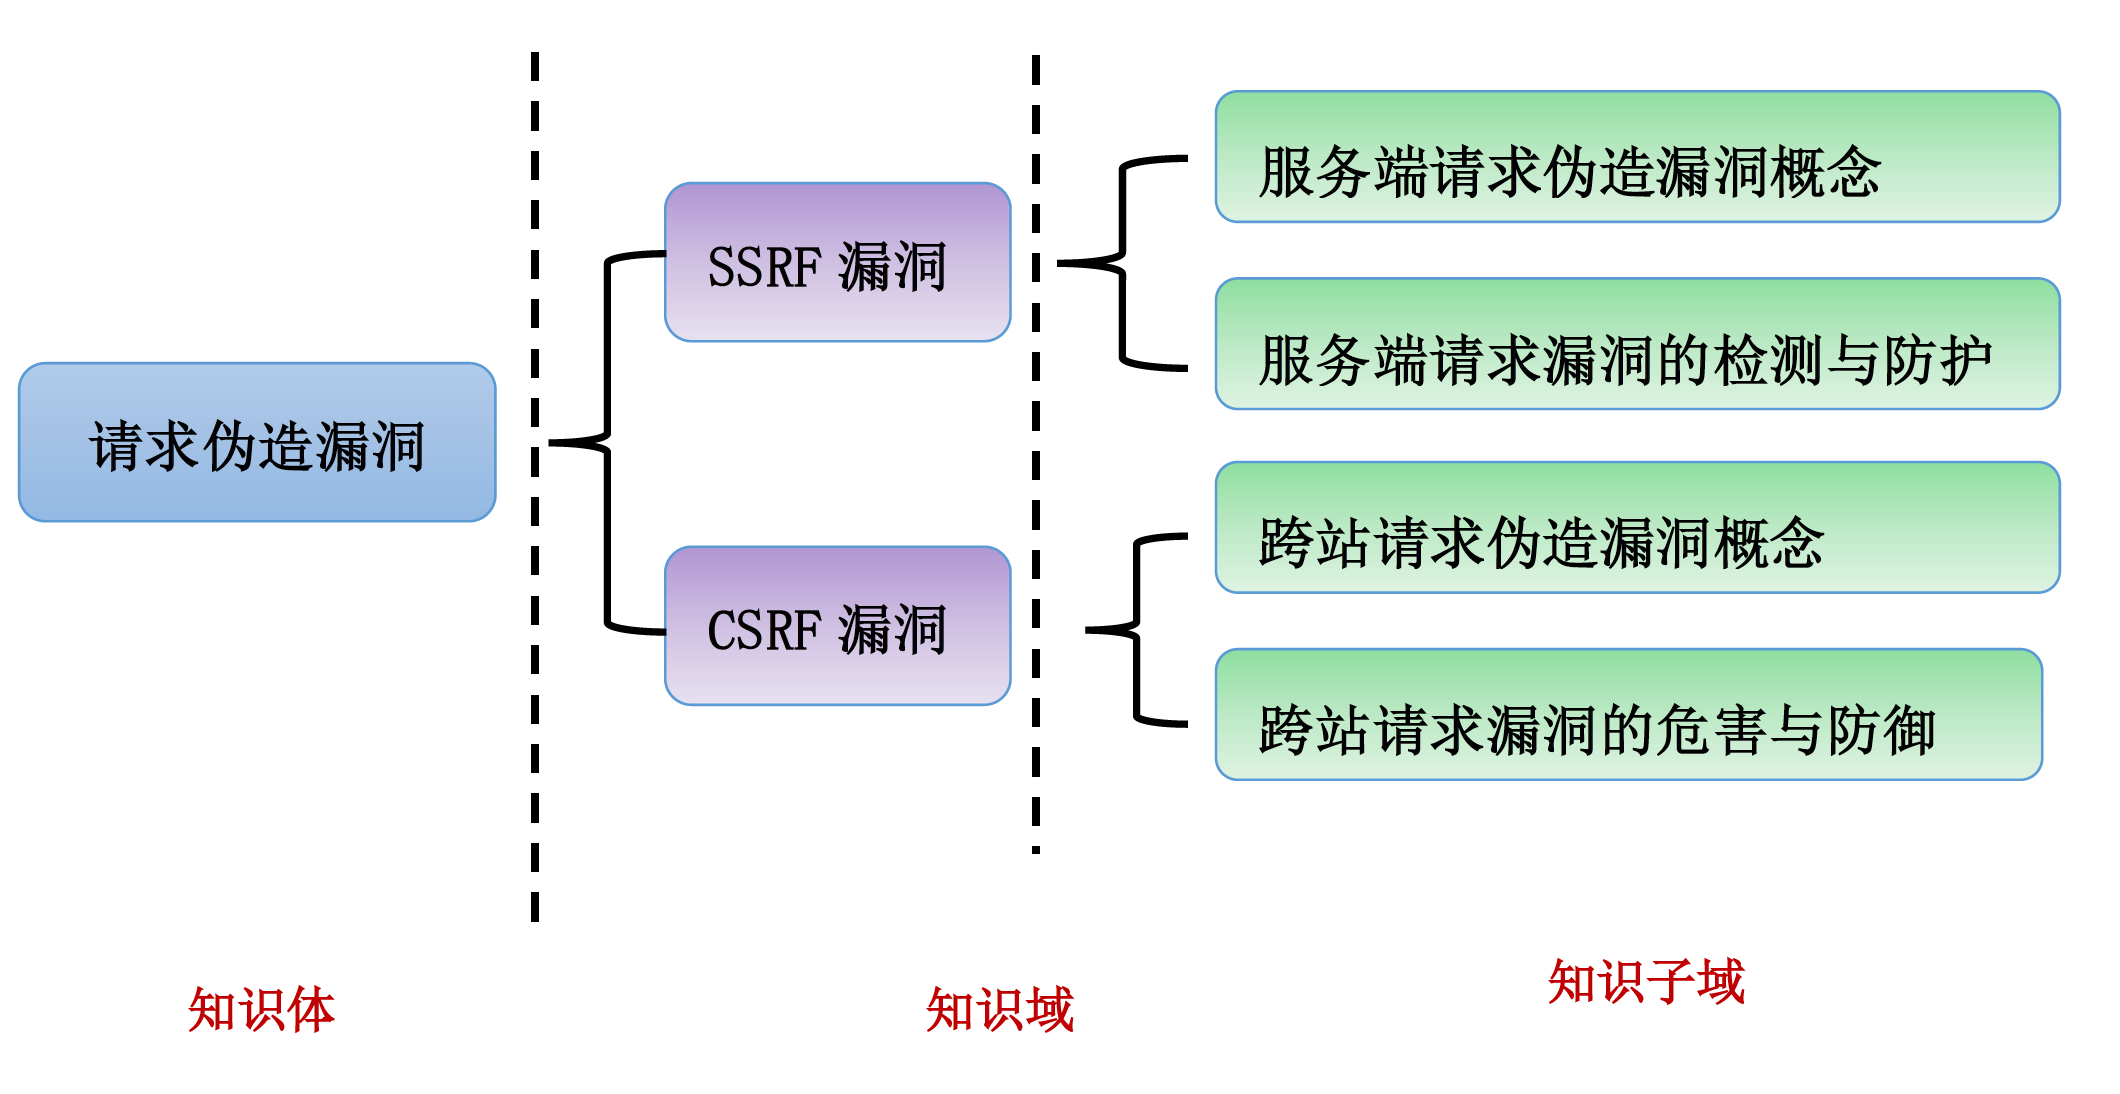 请求伪造漏洞
SSRF 漏洞
CSRF 漏洞
服务端请求伪造漏洞概念
服务端请求漏洞的检测与防护
跨站请求伪造漏洞概念
跨站请求漏洞的危害与防御
知识体
知识域
知识子域